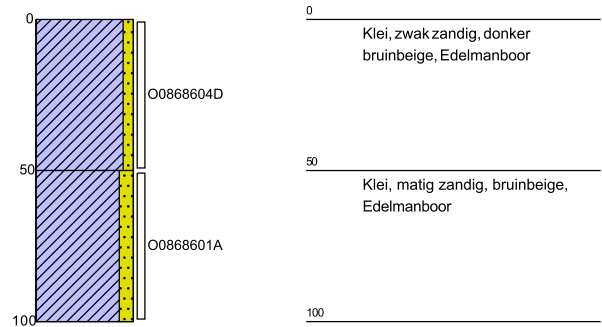 0
O0868604D
50
O0868601A
100
0
Klei, zwak zandig, donker
bruinbeige, Edelmanboor
50
Klei, matig zandig, bruinbeige,
Edelmanboor
100